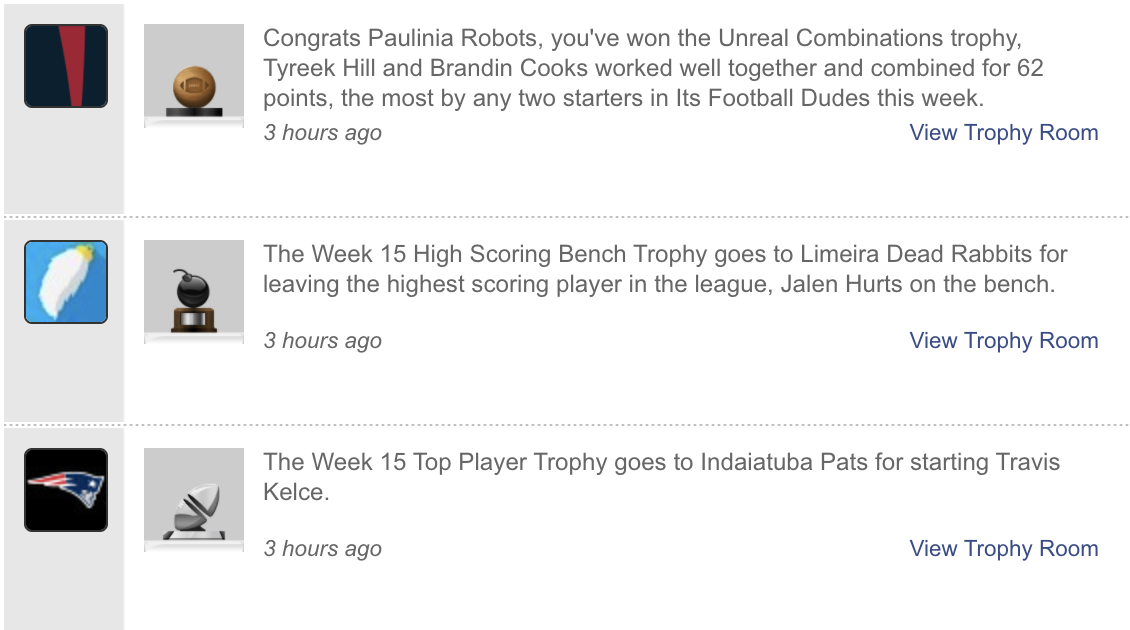 Congrats Paulinia Robots, you've won the Unreal Combinations trophy,
Tyreek Hill and Brandin Cooks worked well together and combined for 62
points, the most by any two starters in Its Football Dudes this week.
3 hours ago View Trophy Room
The Week 15 High Scoring Bench Trophy goes to Limeira Dead Rabbits for
leaving the highest scoring player in the league, Jalen Hurts on the bench.
3 hours ago View Trophy Room
The Week 15 Top Player Trophy goes to Indaiatuba Pats for starting Travis
Kelce.
3 hours ago View Trophy Room